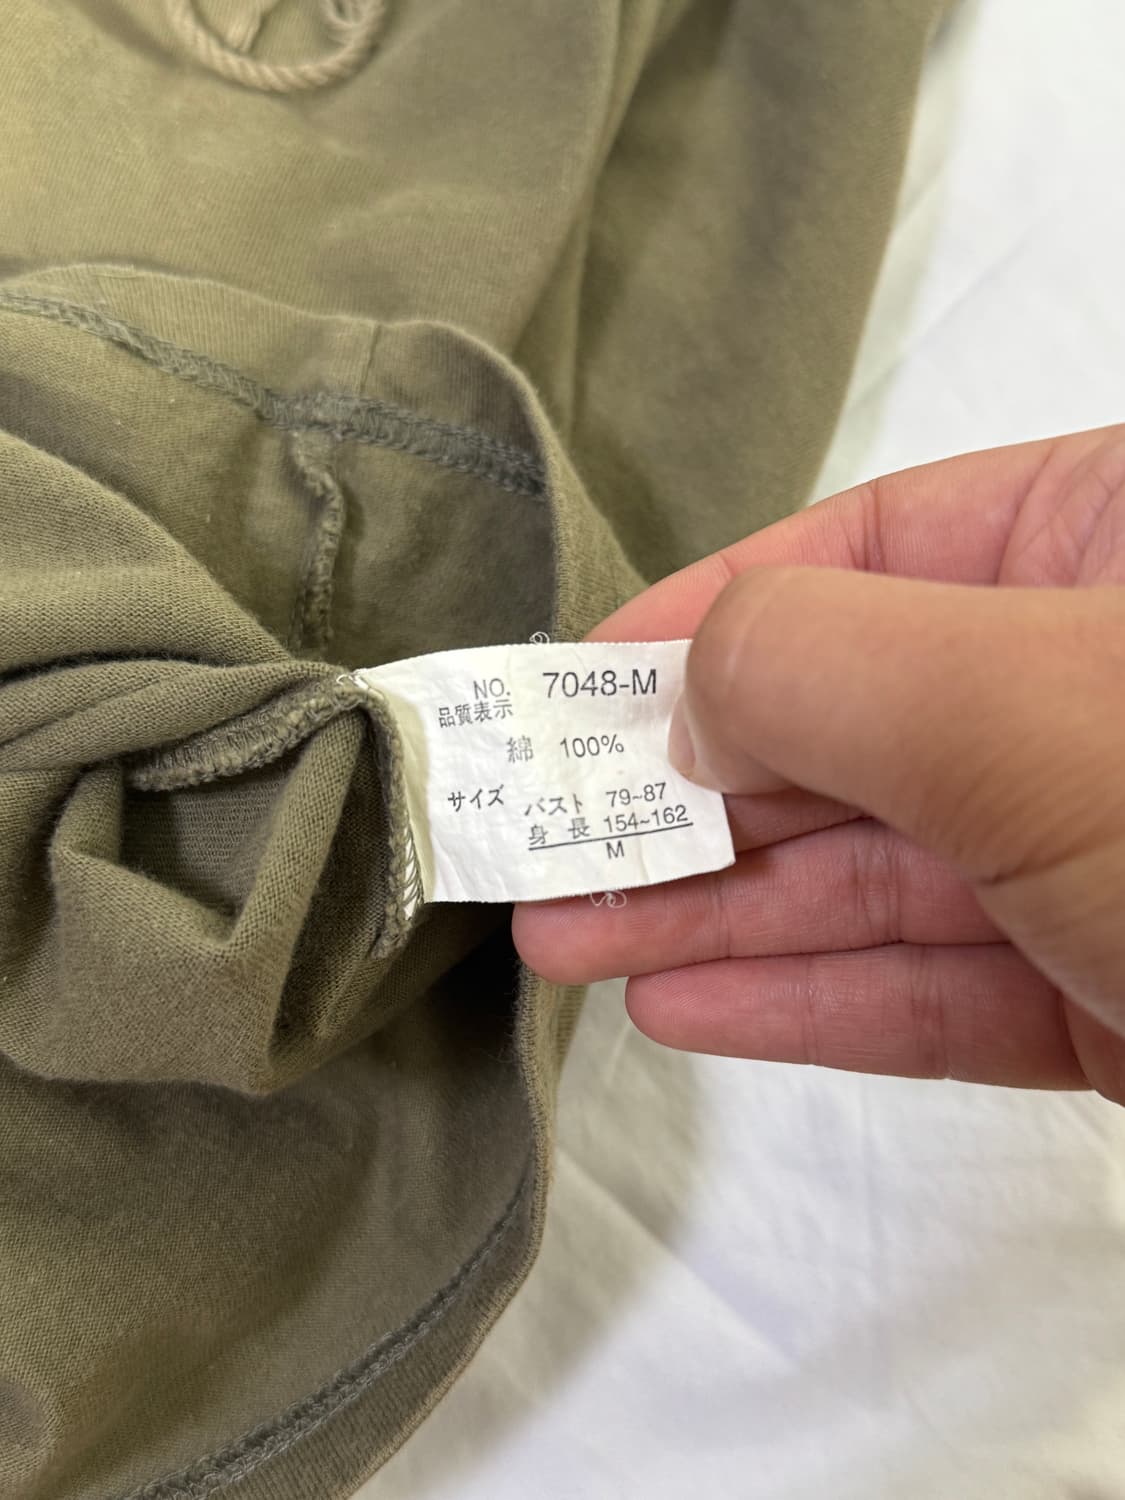 NO. 7048-M
品質表示
綿 100%
サイズ バスト 79~87
身長 154~162
M